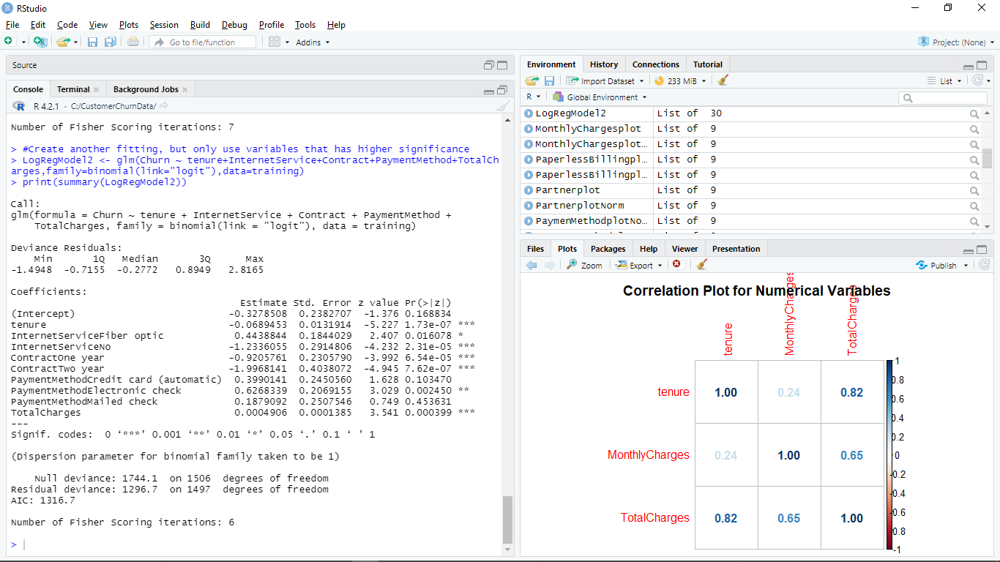 RStudio
File Edit Code View Plots Session Build Debug Profile Tools Help
Go to file/function Addins Project: (None)
Source
Console Terminal Background Jobs
R 4.2.1 · C:/CustomerChurnData/
Number of Fisher Scoring iterations: 7
> #Create another fitting, but only use variables that has higher significance
> LogRegModel2 <- glm(Churn ~ tenure+InternetService+Contract+PaymentMethod+TotalCh
arges,family=binomial(link="logit"),data=training)
> print(summary(LogRegModel2))
Call:
glm(formula = Churn ~ tenure + InternetService + Contract + PaymentMethod +
TotalCharges, family = binomial(link = "logit"), data = training)
Deviance Residuals:
Min 1Q Median 3Q Max
-1.4948 -0.7155 -0.2772 0.8949 2.8165
Coefficients:
Estimate Std. Error z value Pr(>|z|)
(Intercept) -0.3278508 0.2382707 -1.376 0.168834
tenure -0.0689453 0.0131914 -5.227 1.73e-07 ***
InternetServiceFiber optic 0.4438844 0.1844029 2.407 0.016078 *
InternetServiceNo -1.2336055 0.2914806 -4.232 2.31e-05 ***
ContractOne year -0.9205761 0.2305790 -3.992 6.54e-05 ***
ContractTwo year -1.9968141 0.4038072 -4.945 7.62e-07 ***
PaymentMethodCredit card (automatic) 0.3990141 0.2450560 1.628 0.103470
PaymentMethodElectronic check 0.6268339 0.2069155 3.029 0.002450 **
PaymentMethodMailed check 0.1879092 0.2507546 0.749 0.453631
TotalCharges 0.0004906 0.0001385 3.541 0.000399 ***
---
Signif. codes: 0 ‘***’ 0.001 ‘**’ 0.01 ‘*’ 0.05 ‘.’ 0.1 ‘ ’ 1
(Dispersion parameter for binomial family taken to be 1)
Null deviance: 1744.1 on 1506 degrees of freedom
Residual deviance: 1296.7 on 1497 degrees of freedom
AIC: 1316.7
Number of Fisher Scoring iterations: 6
>
Environment History Connections Tutorial
Import Dataset 233 MiB List
R Global Environment
LogRegModel2 List of 30
MonthlyChargesplot List of 9
MonthlyChargesplot… List of 9
PaperlessBillingpl… List of 9
PaperlessBillingpl… List of 9
Partnerplot List of 9
PartnerplotNorm List of 9
PaymenMethodplotNo… List of 9
Files Plots Packages Help Viewer Presentation
Zoom Export Publish
Correlation Plot for Numerical Variables
tenure MonthlyCharges TotalCharges
tenure 1.00 0.24 0.82
MonthlyCharges 0.24 1.00 0.65
TotalCharges 0.82 0.65 1.00
1
0.8
0.6
0.4
0.2
0
-0.2
-0.4
-0.6
-0.8
-1